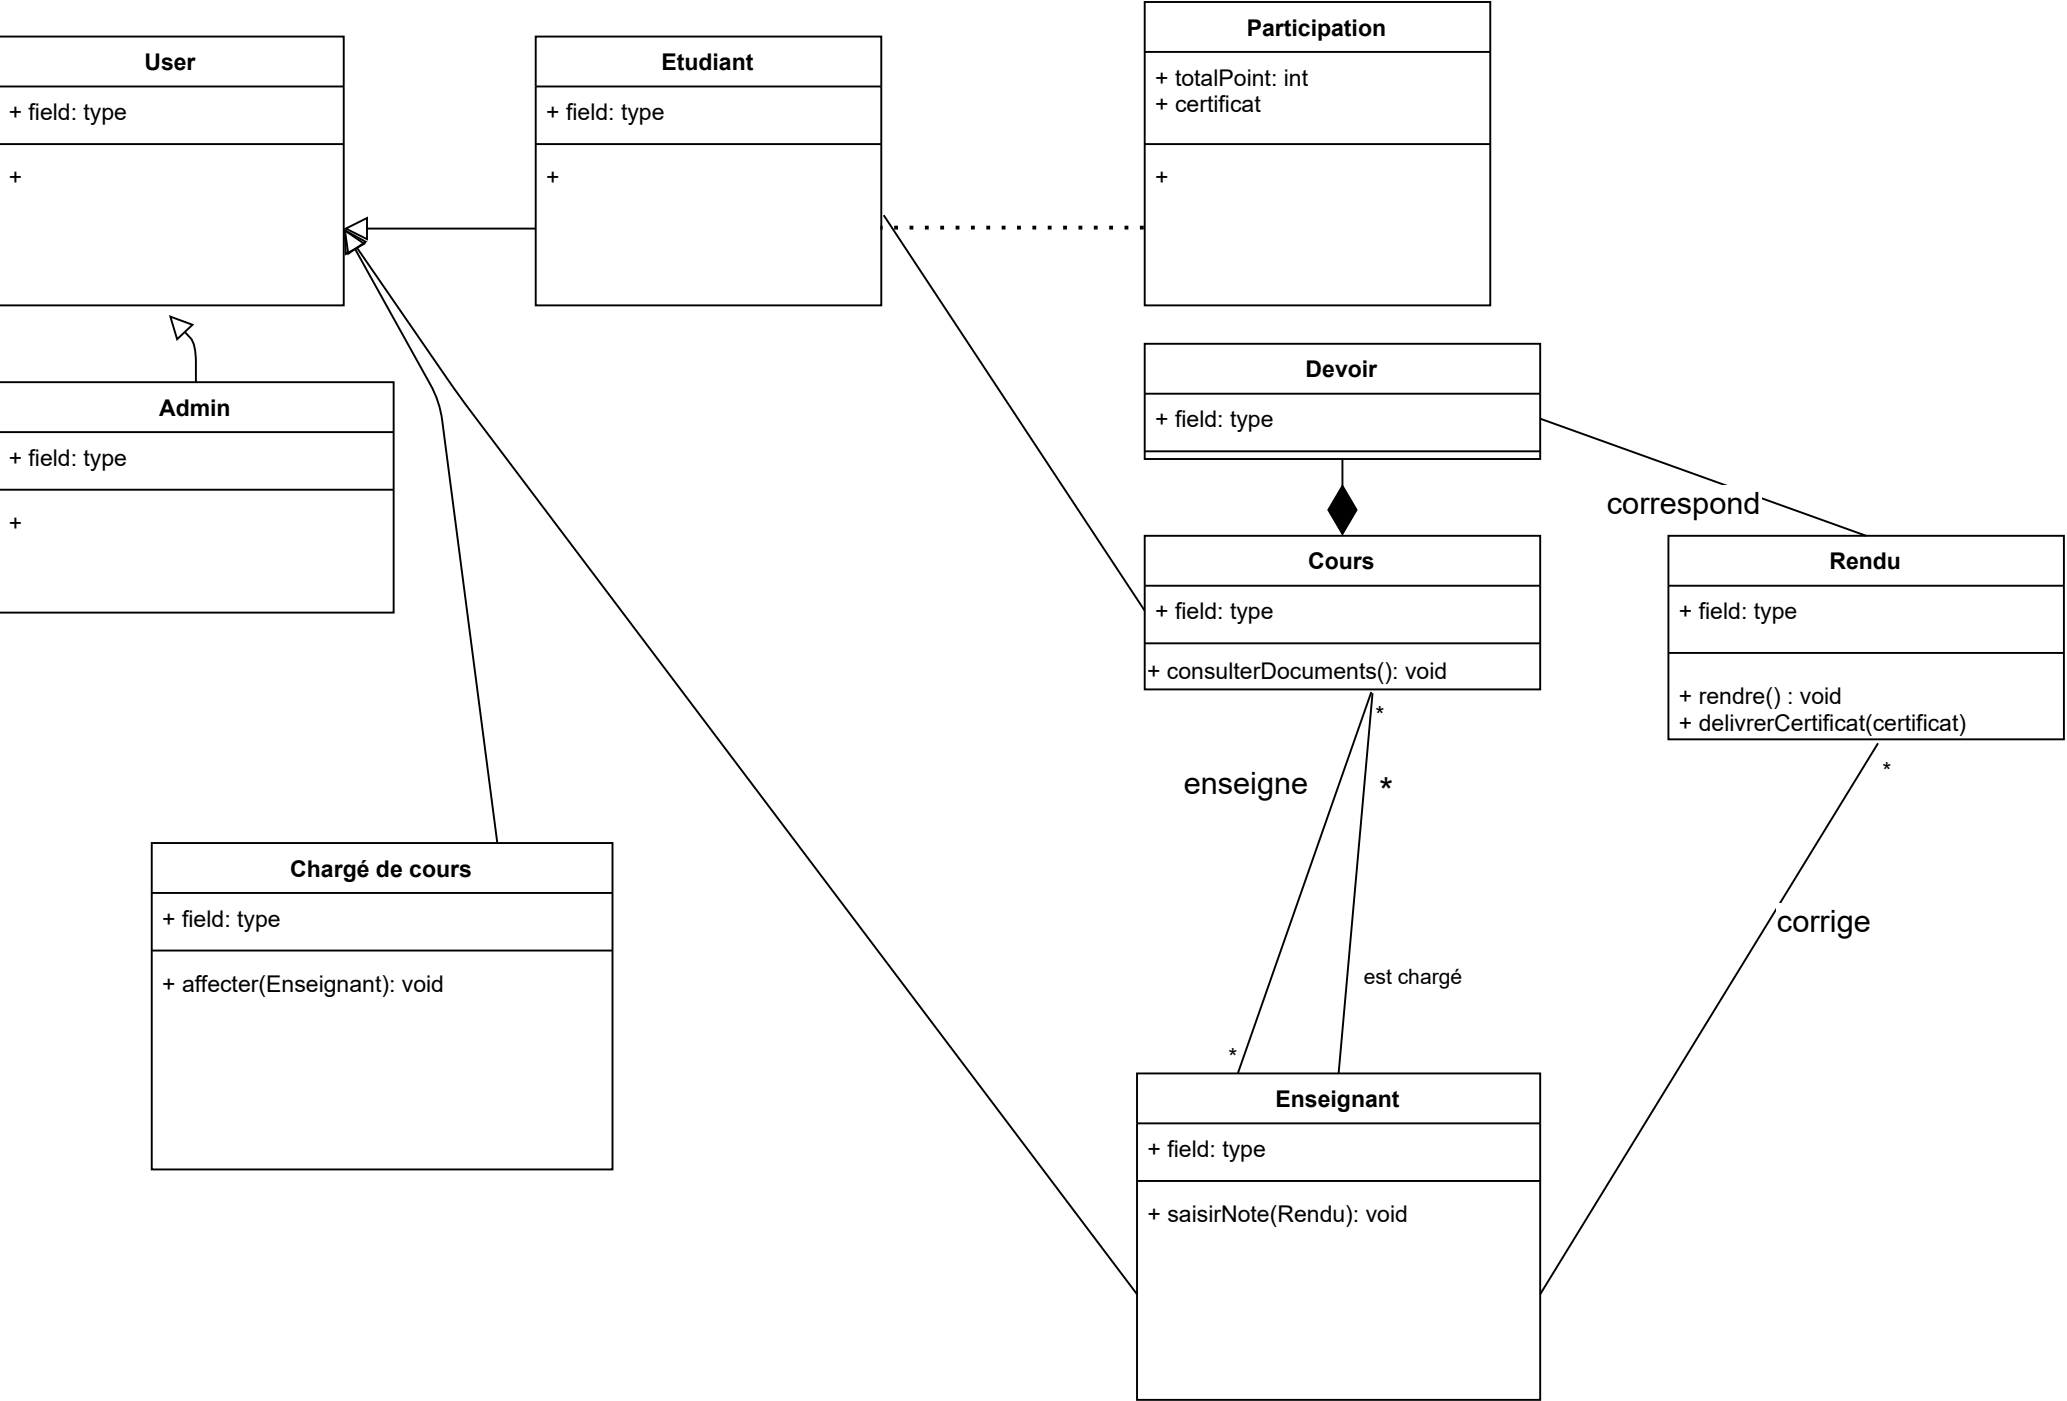 User
+ field: type
+
Etudiant
+ field: type
+
Participation
+ totalPoint: int
+ certificat
+
Admin
+ field: type
+
Devoir
+ field: type
correspond
Cours
+ field: type
+ consulterDocuments(): void
Rendu
+ field: type
+ rendre() : void
+ delivrerCertificat(certificat)
*
enseigne
*
*
Chargé de cours
+ field: type
+ affecter(Enseignant): void
corrige
est chargé
*
Enseignant
+ field: type
+ saisirNote(Rendu): void